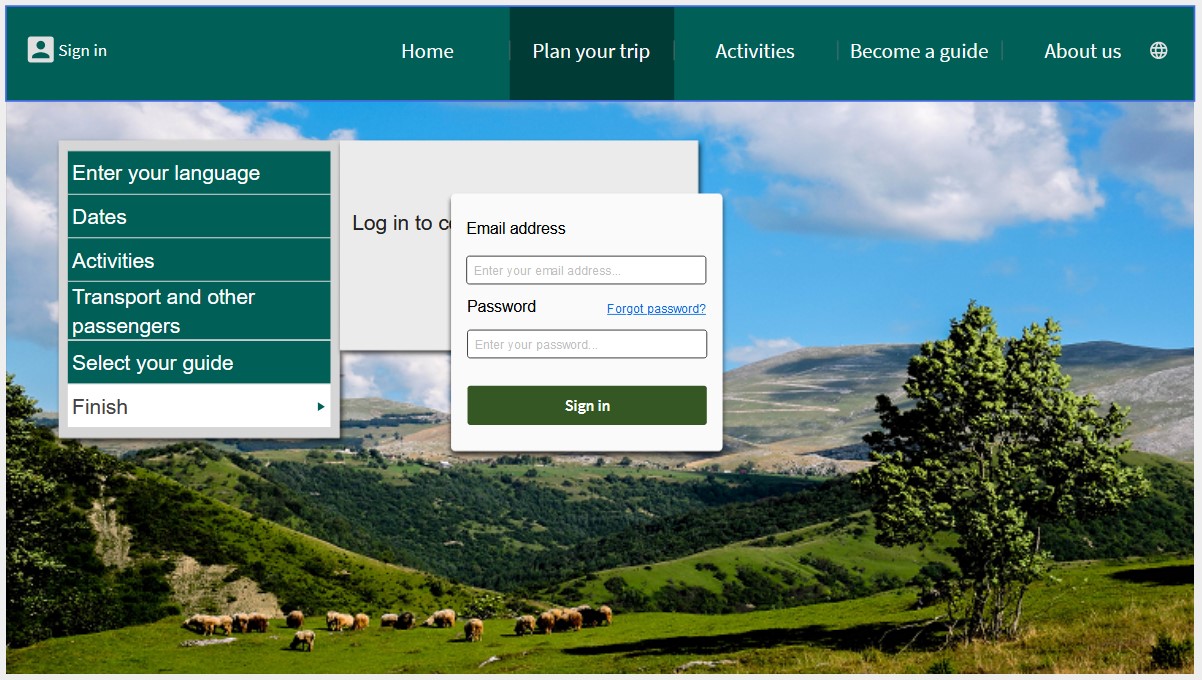 Sign in
Home
Plan your trip
Activities
Become a guide
About us
Enter your language
Dates
Activities
Transport and other
passengers
Select your guide
Finish
Log in to
Email address
Enter your email address...
Password
Forgot password?
Enter your password...
Sign in